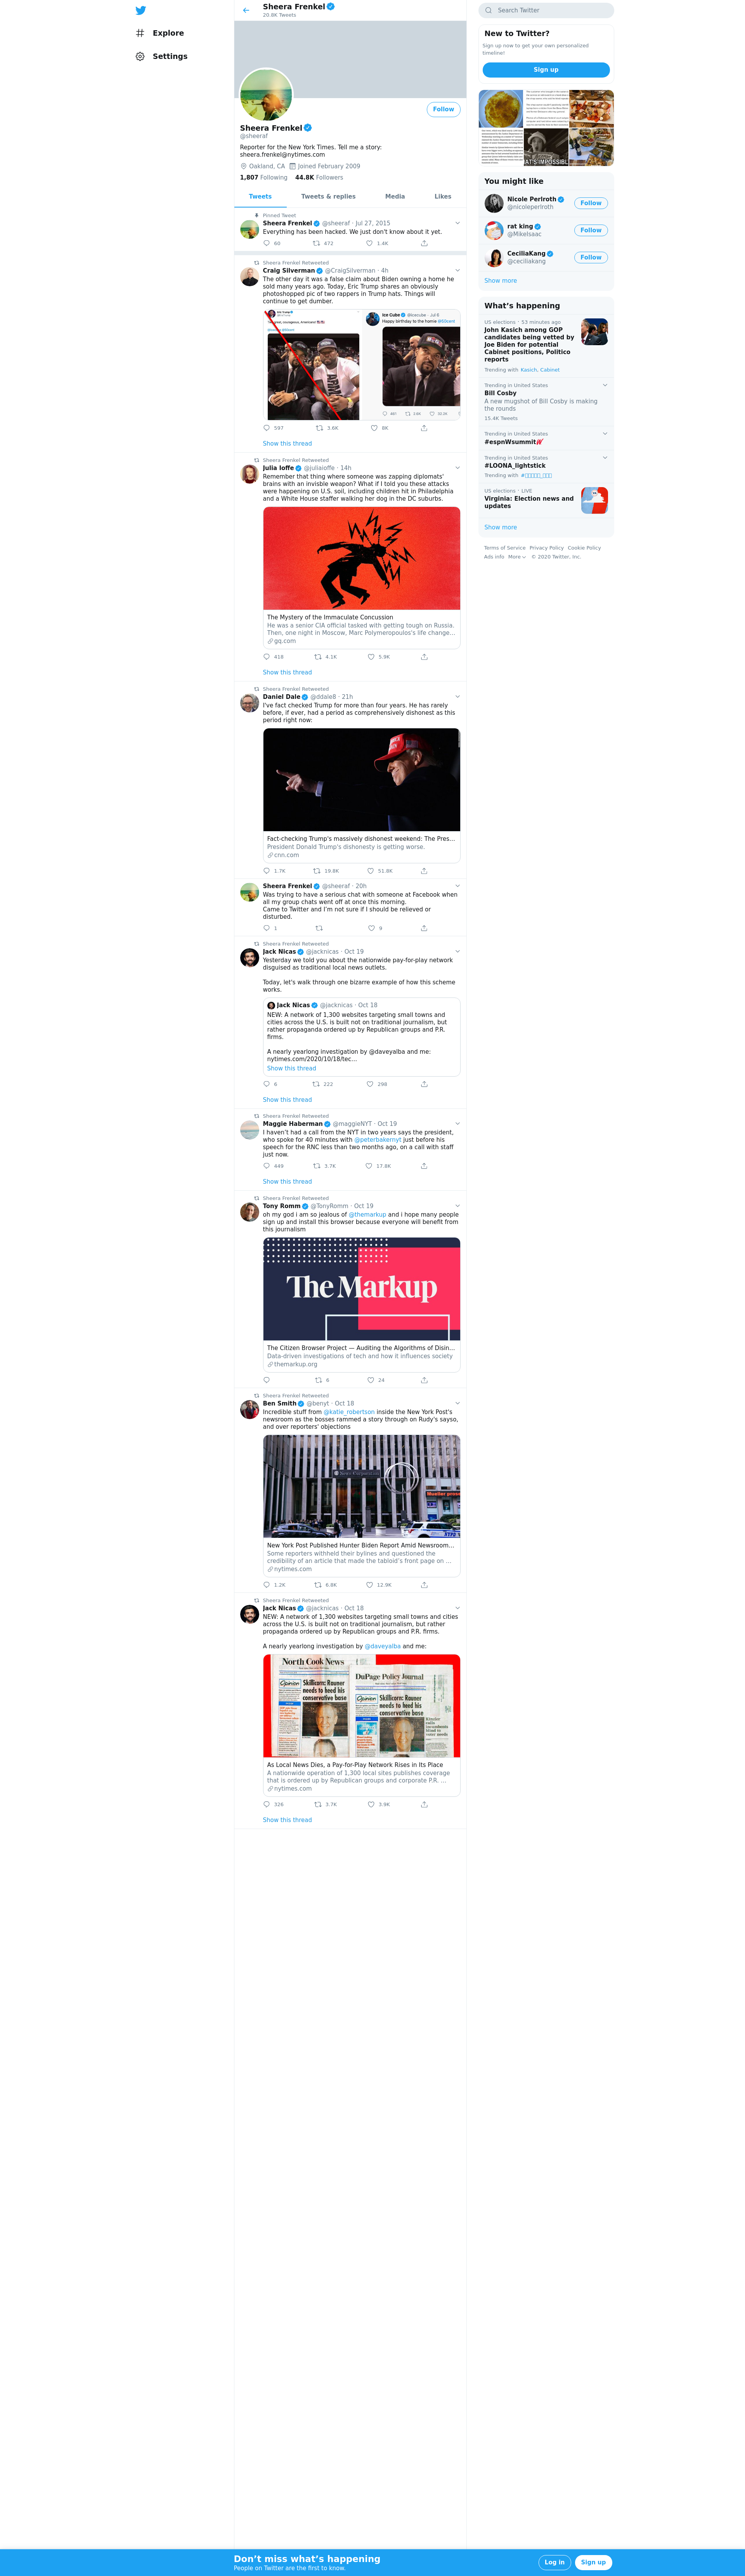 Explore
Settings
Sheera Frenkel
20.8K Tweets
Follow
Sheera Frenkel
@sheeraf
Reporter for the New York Times. Tell me a story:
sheera.frenkel@nytimes.com
Oakland, CA Joined February 2009
1,807 Following 44.8K Followers
Tweets Tweets & replies Media Likes
Pinned Tweet
Sheera Frenkel @sheeraf · Jul 27, 2015
Everything has been hacked. We just don't know about it yet.
60 472 1.4K
Sheera Frenkel Retweeted
Craig Silverman @CraigSilverman · 4h
The other day it was a false claim about Biden owning a home he
sold many years ago. Today, Eric Trump shares an obviously
photoshopped pic of two rappers in Trump hats. Things will
continue to get dumber.
Ice Cube @icecube · Jul 8
Happy birthday to the homie
597 3.6K 8K
Show this thread
Sheera Frenkel Retweeted
Julia Ioffe @juliaioffe · 14h
Remember that thing where someone was zapping diplomats'
brains with an invisble weapon? What if I told you these attacks
were happening on U.S. soil, including children hit in Philadelphia
and a White House staffer walking her dog in the DC suburbs.
The Mystery of the Immaculate Concussion
He was a senior CIA official tasked with getting tough on Russia.
Then, one night in Moscow, Marc Polymeropoulos's life change...
gq.com
418 4.1K 5.9K
Show this thread
Sheera Frenkel Retweeted
Daniel Dale @ddale8 · 21h
I've fact checked Trump for more than four years. He has rarely
before, if ever, had a period as comprehensively dishonest as this
period right now:
Fact-checking Trump's massively dishonest weekend: The Pres...
President Donald Trump's dishonesty is getting worse.
cnn.com
1.7K 19.8K 51.8K
Sheera Frenkel @sheeraf · 20h
Was trying to have a serious chat with someone at Facebook when
all my group chats went off at once this morning.
Came to Twitter and I'm not sure if I should be relieved or
disturbed.
1 9
Sheera Frenkel Retweeted
Jack Nicas @jacknicas · Oct 19
Yesterday we told you about the nationwide pay-for-play network
disguised as traditional local news outlets.
Today, let's walk through one bizarre example of how this scheme
works.
Jack Nicas @jacknicas · Oct 18
NEW: A network of 1,300 websites targeting small towns and
cities across the U.S. is built not on traditional journalism, but
rather propaganda ordered up by Republican groups and P.R.
firms.
A nearly yearlong investigation by @daveyalba and me:
nytimes.com/2020/10/18/tec...
Show this thread
6 222 298
Show this thread
Sheera Frenkel Retweeted
Maggie Haberman @maggieNYT · Oct 19
I haven't had a call from the NYT in two years says the president,
who spoke for 40 minutes with @peterbakernyt just before his
speech for the RNC less than two months ago, on a call with staff
just now.
449 3.7K 17.8K
Show this thread
Sheera Frenkel Retweeted
Tony Romm @TonyRomm · Oct 19
oh my god i am so jealous of @themarkup and i hope many people
sign up and install this browser because everyone will benefit from
this journalism
The Markup
The Citizen Browser Project — Auditing the Algorithms of Disin...
Data-driven investigations of tech and how it influences society
themarkup.org
6 24
Sheera Frenkel Retweeted
Ben Smith @benyt · Oct 18
Incredible stuff from @katie_robertson inside the New York Post's
newsroom as the bosses rammed a story through on Rudy's sayso,
and over reporters' objections
New York Post Published Hunter Biden Report Amid Newsroom...
Some reporters withheld their bylines and questioned the
credibility of an article that made the tabloid's front page on ...
nytimes.com
1.2K 6.8K 12.9K
Sheera Frenkel Retweeted
Jack Nicas @jacknicas · Oct 18
NEW: A network of 1,300 websites targeting small towns and cities
across the U.S. is built not on traditional journalism, but rather
propaganda ordered up by Republican groups and P.R. firms.
A nearly yearlong investigation by @daveyalba and me:
North Cook News
DuPage Policy Journal
Opinion
Skillicorn: Rauner
needs to heed his
conservative base
Opinion
Skillicorn: Rauner
needs to heed his
conservative base
As Local News Dies, a Pay-for-Play Network Rises in Its Place
A nationwide operation of 1,300 local sites publishes coverage
that is ordered up by Republican groups and corporate P.R. ...
nytimes.com
326 3.7K 3.9K
Show this thread
Search Twitter
New to Twitter?
Sign up now to get your own personalized
timeline!
Sign up
AT'S IMPOSSIBL
You might like
Nicole Perlroth
@nicoleperlroth
Follow
rat king
@MikeIsaac
Follow
CeciliaKang
@ceciliakang
Follow
Show more
What's happening
US elections · 53 minutes ago
John Kasich among GOP
candidates being vetted by
Joe Biden for potential
Cabinet positions, Politico
reports
Trending with Kasich, Cabinet
Trending in United States
Bill Cosby
A new mugshot of Bill Cosby is making
the rounds
15.4K Tweets
Trending in United States
#espnWsummit
Trending in United States
#LOONA_lightstick
Trending with
US elections · LIVE
Virginia: Election news and
updates
Show more
Terms of Service Privacy Policy Cookie Policy
Ads info More © 2020 Twitter, Inc.
Don't miss what's happening
People on Twitter are the first to know.
Log in Sign up